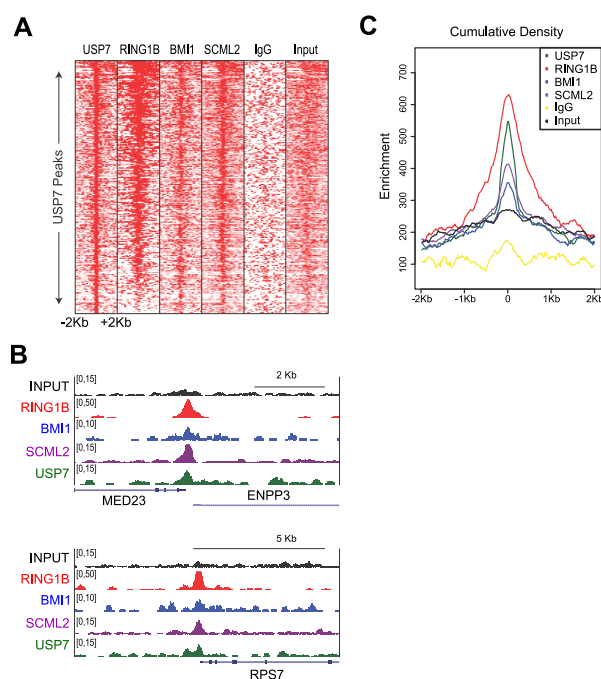 A
USP7 RING1B BMI1 SCML2 IgG Input
USP7 Peaks
-2Kb +2Kb
C
Cumulative Density
USP7
RING1B
BMI1
SCML2
IgG
Input
Enrichment
700
600
500
400
300
200
100
-2Kb -1Kb 0 1Kb 2Kb
B
2 Kb
INPUT [0,15]
RING1B [0,50]
BMI1 [0,10]
SCML2 [0,15]
USP7 [0,15]
MED23 ENPP3
5 Kb
INPUT [0,15]
RING1B [0,50]
BMI1 [0,10]
SCML2 [0,15]
USP7 [0,15]
RPS7